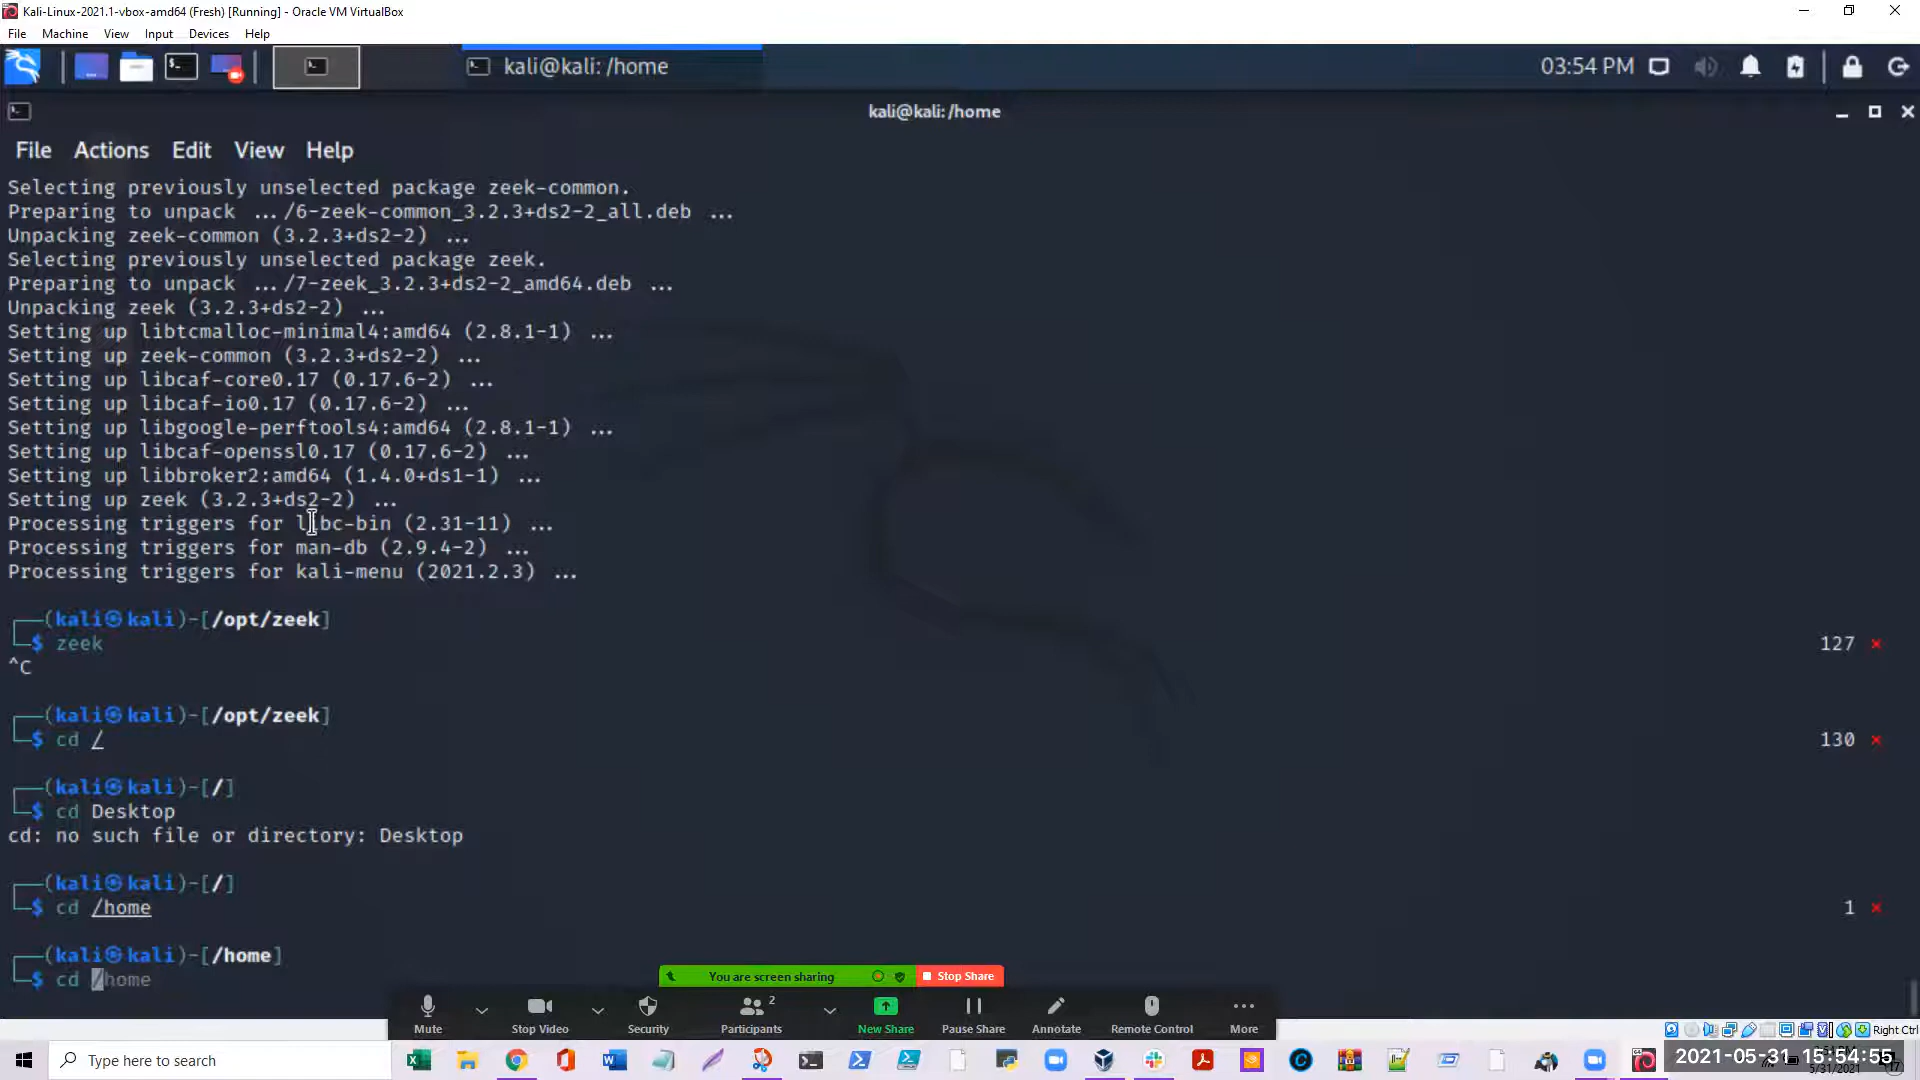 Kali-Linux-2021.1-vbox-amd64 (Fresh) [Running] - Oracle VM VirtualBox
File Machine View Input Devices Help
kali@kali: /home
03:54 PM
kali@kali: /home
File Actions Edit View Help
Selecting previously unselected package zeek-common.
Preparing to unpack .../6-zeek-common_3.2.3+ds2-2_all.deb ...
Unpacking zeek-common (3.2.3+ds2-2) ...
Selecting previously unselected package zeek.
Preparing to unpack .../7-zeek_3.2.3+ds2-2_amd64.deb ...
Unpacking zeek (3.2.3+ds2-2) ...
Setting up libtcmalloc-minimal4:amd64 (2.8.1-1) ...
Setting up zeek-common (3.2.3+ds2-2) ...
Setting up libcaf-core0.17 (0.17.6-2) ...
Setting up libcaf-io0.17 (0.17.6-2) ...
Setting up libgoogle-perftools4:amd64 (2.8.1-1) ...
Setting up libcaf-openssl0.17 (0.17.6-2) ...
Setting up libbroker2:amd64 (1.4.0+ds1-1) ...
Setting up zeek (3.2.3+ds2-2) ...
Processing triggers for libc-bin (2.31-11) ...
Processing triggers for man-db (2.9.4-2) ...
Processing triggers for kali-menu (2021.2.3) ...
┌──(kali㉿kali)-[/opt/zeek]
└─$ zeek 127 ⨯
^C
┌──(kali㉿kali)-[/opt/zeek]
└─$ cd / 130 ⨯
┌──(kali㉿kali)-[/]
└─$ cd Desktop
cd: no such file or directory: Desktop
┌──(kali㉿kali)-[/]
└─$ cd /home 1 ⨯
┌──(kali㉿kali)-[/home]
└─$ cd /home
You are screen sharing Stop Share
2
Mute Stop Video Security Participants New Share Pause Share Annotate Remote Control More
Right Ctrl
Type here to search
2021-05-31 15:54:55
5/31/2021